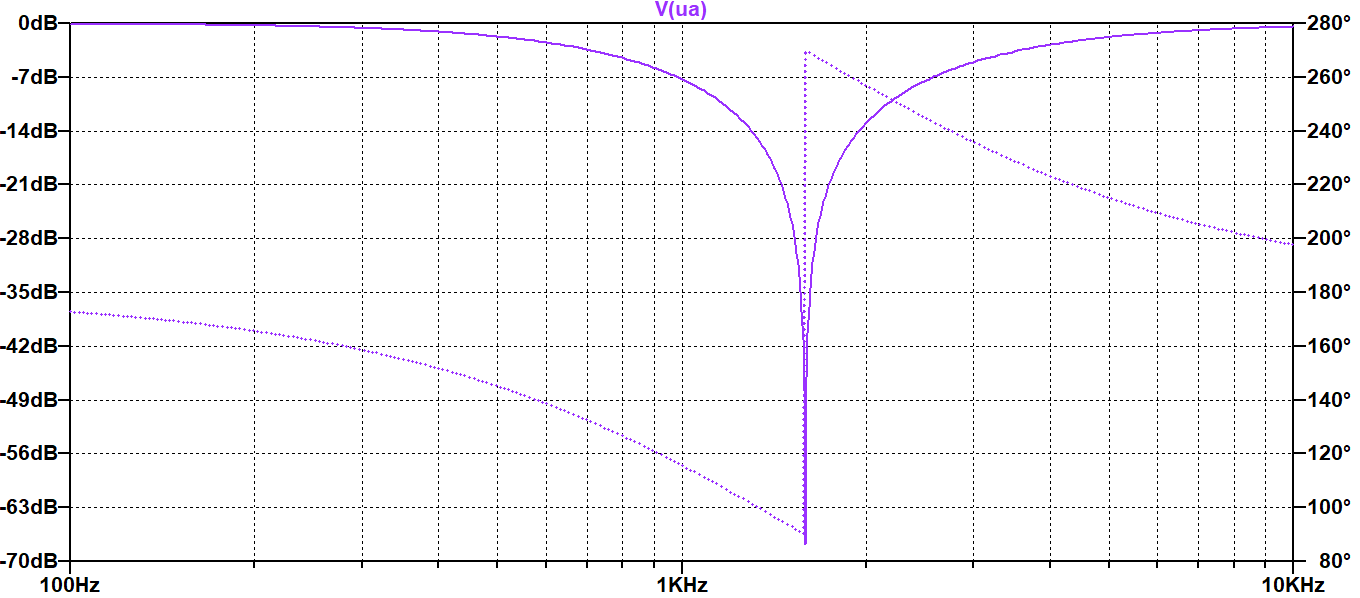 V(ua)
0dB 280°
-7dB 260°
-14dB 240°
-21dB 220°
-28dB 200°
-35dB 180°
-42dB 160°
-49dB 140°
-56dB 120°
-63dB 100°
-70dB 80°
100Hz 1KHz 10KHz